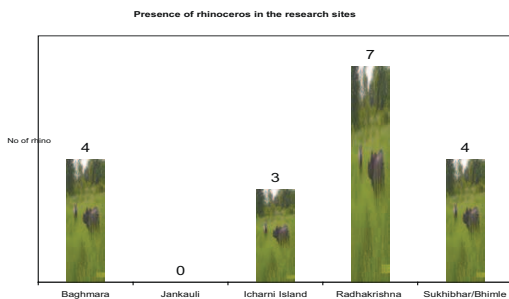 Presence of rhinoceros in the research sites
7
No of rhino
4
4
3
0
Baghmara Jankauli Icharni Island Radhakrishna Sukhibhar/Bhimle